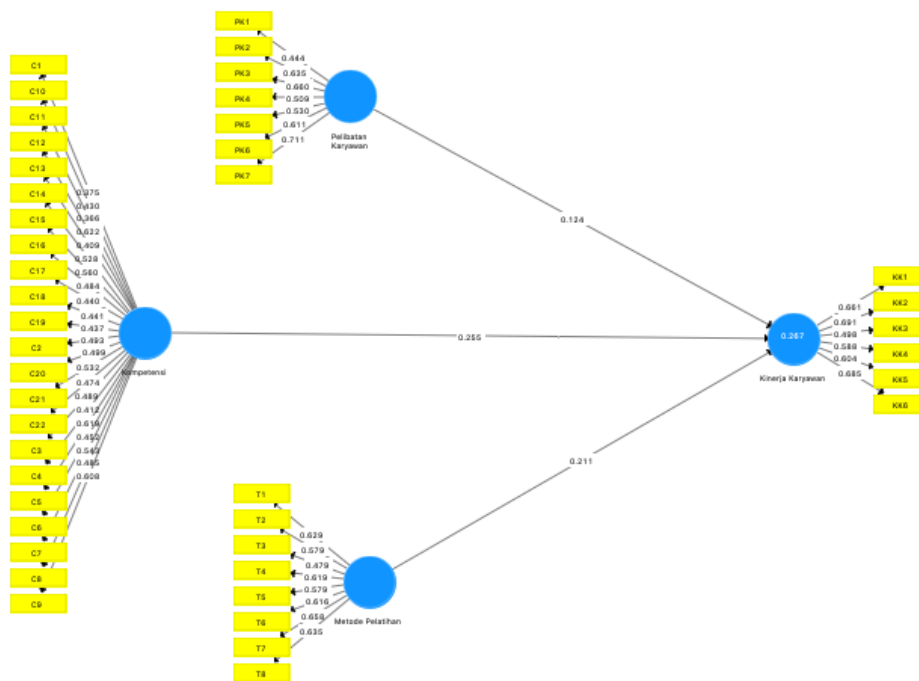 PK1
PK2
PK3
PK4
PK5
PK6
PK7
0.444
0.635
0.660
0.509
0.530
0.611
0.711
Pelibatan
Karyawan
C1
C10
C11
C12
C13
C14
C15
C16
C17
C18
C19
C2
C20
C21
C22
C3
C4
C5
C6
C7
C8
C9
0.375
0.430
0.366
0.622
0.409
0.528
0.560
0.484
0.440
0.441
0.437
0.493
0.499
0.532
0.474
0.469
0.412
0.619
0.452
0.543
0.485
0.608
Kompetensi
0.124
0.255
0.211
0.267
Kinerja Karyawan
0.661
0.691
0.498
0.588
0.604
0.685
KK1
KK2
KK3
KK4
KK5
KK6
T1
T2
T3
T4
T5
T6
T7
T8
0.629
0.579
0.479
0.619
0.579
0.616
0.658
0.635
Metode Pelatihan